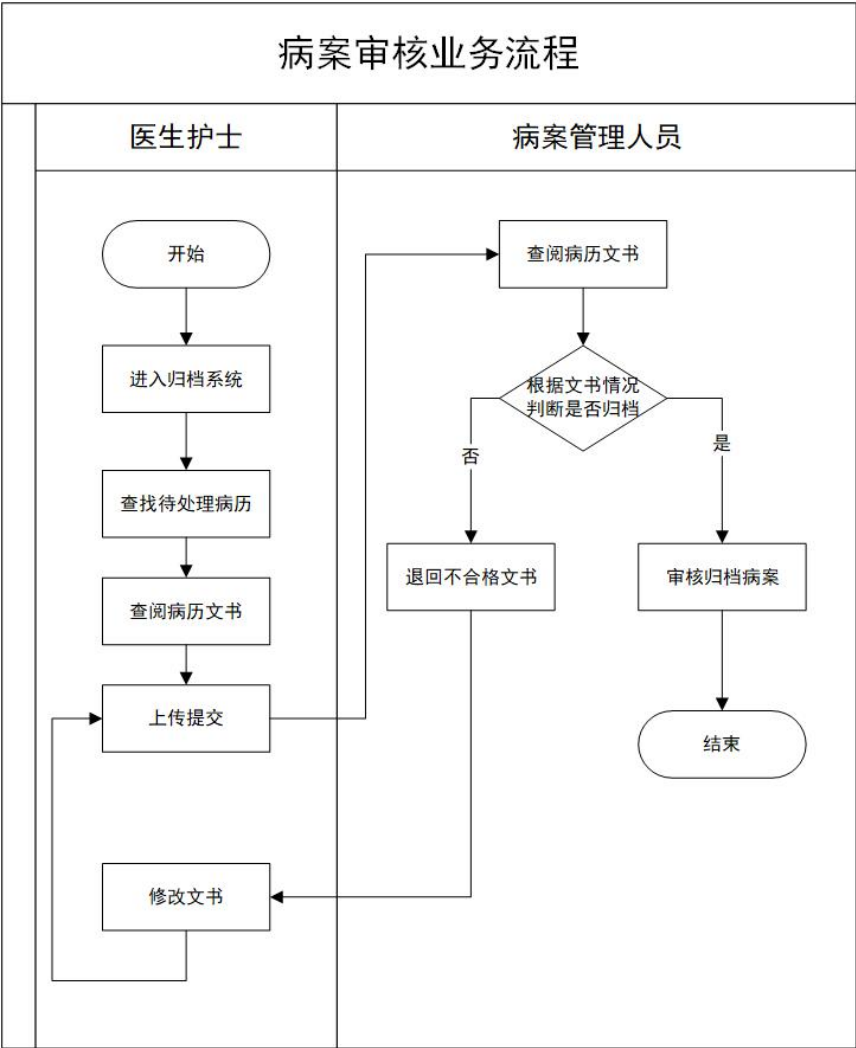 病案审核业务流程
医生护士
病案管理人员
开始
进入归档系统
查找待处理病历
查阅病历文书
上传提交
修改文书
查阅病历文书
根据文书情况
判断是否归档
否
是
退回不合格文书
审核归档病案
结束